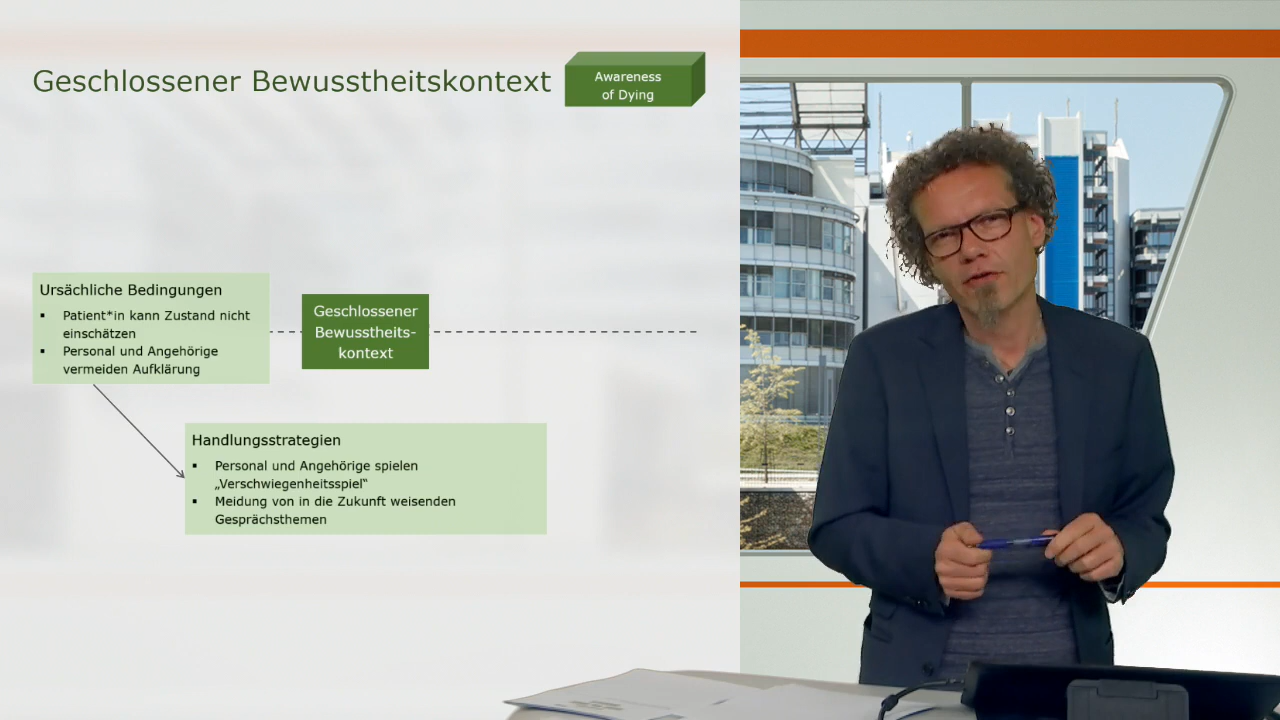 Geschlossener Bewusstheitskontext
Awareness
of Dying
Ursächliche Bedingungen
▪ Patient*in kann Zustand nicht
einschätzen
▪ Personal und Angehörige
vermeiden Aufklärung
Geschlossener
Bewusstheits-
kontext
Handlungsstrategien
▪ Personal und Angehörige spielen
„Verschwiegenheitsspiel“
▪ Meidung von in die Zukunft weisenden
Gesprächsthemen